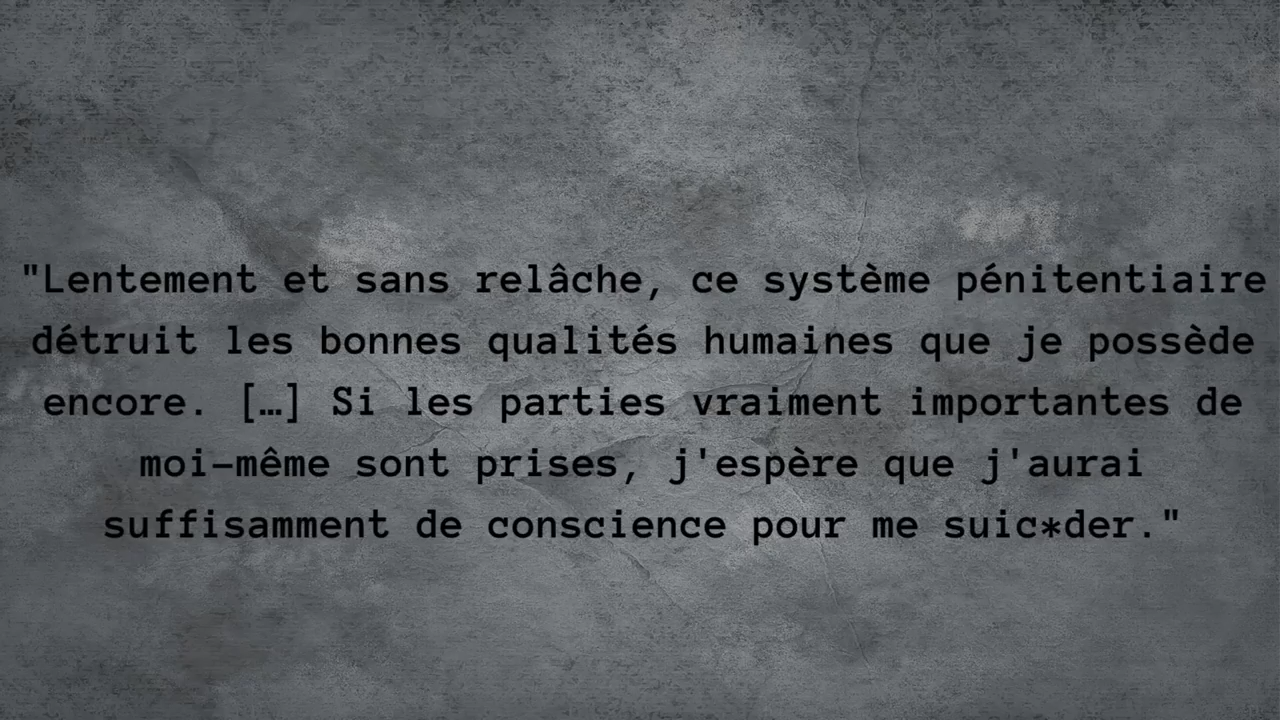 "Lentement et sans relâche, ce système pénitentiaire
détruit les bonnes qualités humaines que je possède
encore. […] Si les parties vraiment importantes de
moi-même sont prises, j'espère que j'aurai
suffisamment de conscience pour me suic*der."